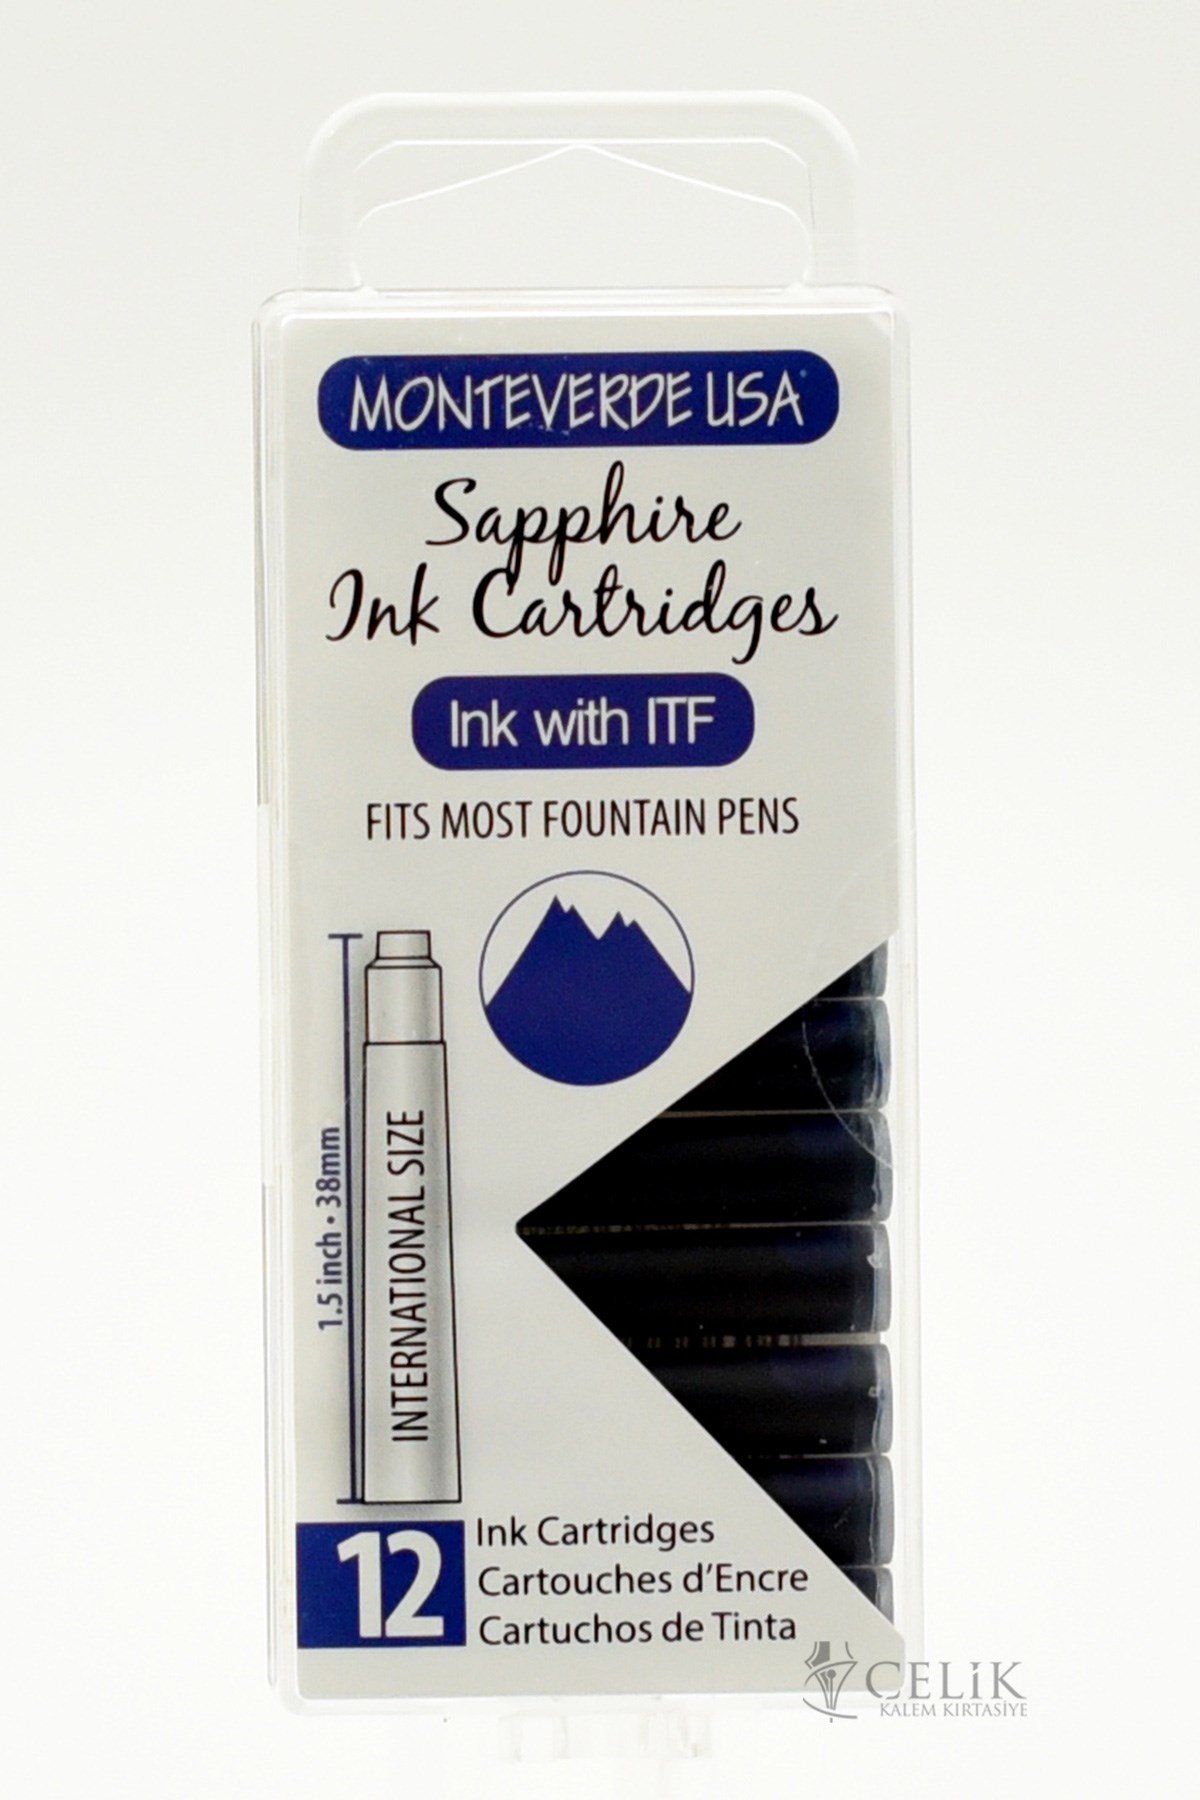 MONTEVERDE USA
Sapphire
Ink Cartridges
Ink with ITF
FITS MOST FOUNTAIN PENS
1.5 inch • 38mm
INTERNATIONAL SIZE
12
Ink Cartridges
Cartouches d'Encre
Cartuchos de Tinta
ÇELİK
KALEM KIRTASİYE